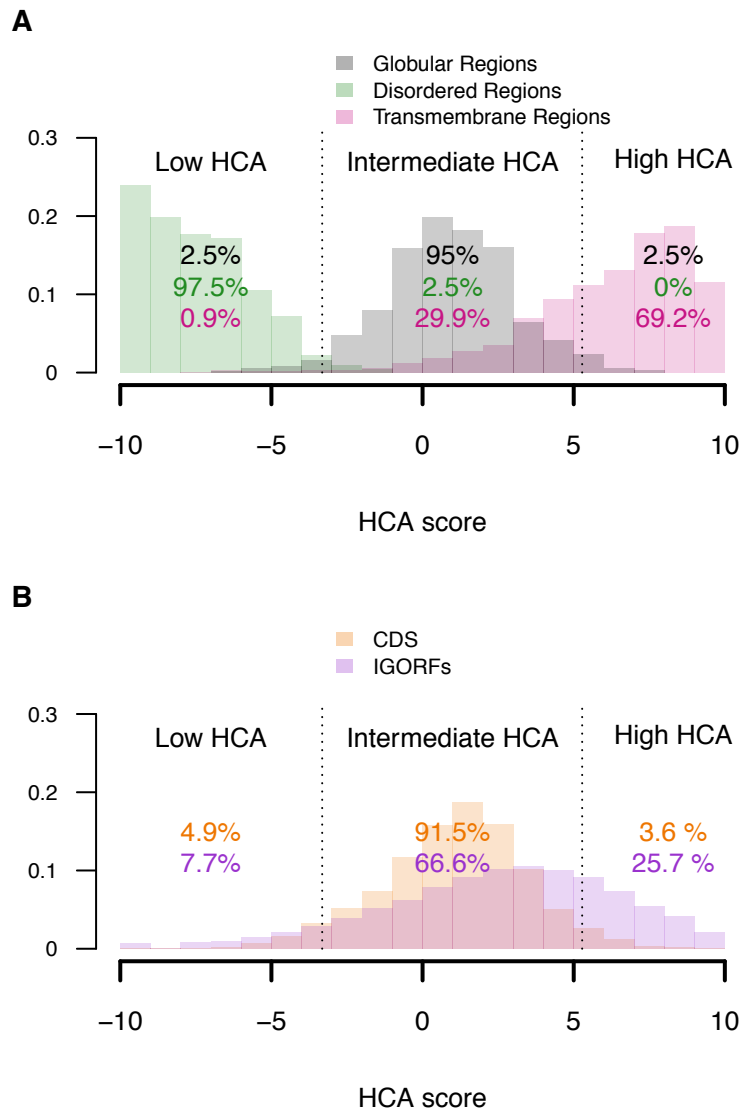 A
Globular Regions
Disordered Regions
Transmembrane Regions
0.3
Low HCA Intermediate HCA High HCA
0.2
2.5% 95% 2.5%
97.5% 2.5% 0%
0.1
0.9% 29.9% 69.2%
0
−10 −5 0 5 10
HCA score
B
CDS
IGORFs
0.3
Low HCA Intermediate HCA High HCA
0.2
4.9% 91.5% 3.6 %
7.7% 66.6% 25.7 %
0.1
0
−10 −5 0 5 10
HCA score